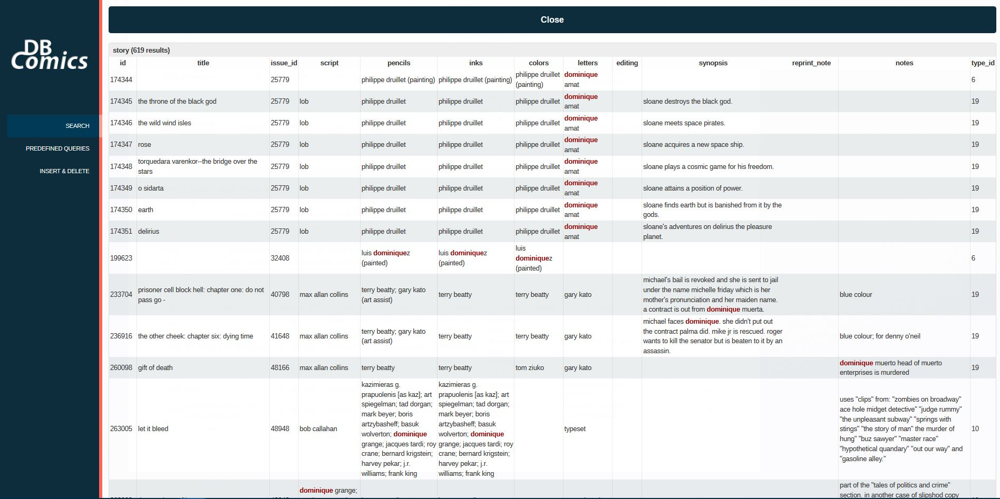 DB
Comics
SEARCH
PREDEFINED QUERIES
INSERT & DELETE
Close
story (619 results)
id title issue_id script pencils inks colors letters editing synopsis reprint_note notes type_id
174344 25779 philippe druillet (painting) philippe druillet (painting) philippe druillet (painting) dominique amat 6
174345 the throne of the black god 25779 lob philippe druillet philippe druillet philippe druillet dominique amat sloane destroys the black god. 19
174346 the wild wind isles 25779 lob philippe druillet philippe druillet philippe druillet dominique amat sloane meets space pirates. 19
174347 rose 25779 lob philippe druillet philippe druillet philippe druillet dominique amat sloane acquires a new space ship. 19
174348 torquedara varenkor--the bridge over the stars 25779 lob philippe druillet philippe druillet philippe druillet dominique amat sloane plays a cosmic game for his freedom. 19
174349 o sidarta 25779 lob philippe druillet philippe druillet philippe druillet dominique amat sloane attains a position of power. 19
174350 earth 25779 lob philippe druillet philippe druillet philippe druillet dominique amat sloane finds earth but is banished from it by the gods. 19
174351 delirius 25779 lob philippe druillet philippe druillet philippe druillet dominique amat sloane's adventures on delirius the pleasure planet. 19
199623 32408 luis dominiquez (painted) luis dominiquez (painted) luis dominiquez (painted) 6
233704 prisoner cell block hell: chapter one: do not pass go - 40798 max allan collins terry beatty; gary kato (art assist) terry beatty terry beatty gary kato michael's bail is revoked and she is sent to jail under the name michelle friday which is her mother's pronunciation and her maiden name. a contract is out from dominique muerta. blue colour 19
236916 the other cheek: chapter six: dying time 41648 max allan collins terry beatty; gary kato (art assist) terry beatty terry beatty gary kato michael faces dominique. she didn't put out the contract palma did. mike jr is rescued. roger wants to kill the senator but is beaten to it by an assassin. blue colour; for denny o'neil 19
260098 gift of death 48166 max allan collins terry beatty terry beatty tom ziuko gary kato dominique muerto head of muerto enterprises is murdered 19
263005 let it bleed 48948 bob callahan kazimieras g. prapuolenis [as kaz]; art spiegelman; tad dorgan; mark beyer; boris artzybasheff; basuk wolverton; dominique grange; jacques tardi; roy crane; bernard krigstein; harvey pekar; j.r. williams; frank king kazimieras g. prapuolenis [as kaz]; art spiegelman; tad dorgan; mark beyer; boris artzybasheff; basuk wolverton; dominique grange; jacques tardi; roy crane; bernard krigstein; harvey pekar; j.r. williams; frank king typeset uses "clips" from: "zombies on broadway" ace hole midget detective" "judge rummy" "the unpleasant subway" "springs with stings" "the story of man" the murder of hung" "buz sawyer" "master race" "hypothetical quandary" "out our way" and "gasoline alley." 10
dominique grange; part of the "tales of politics and crime" section. in another case of slipshod copy